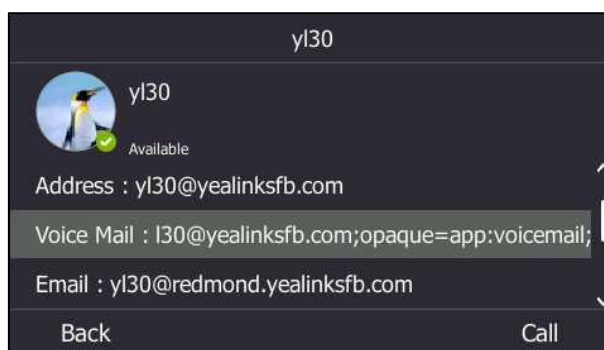 yl30
yl30
Available
Address : yl30@yealinksfb.com
Voice Mail : l30@yealinksfb.com;opaque=app:voicemail;
Email : yl30@redmond.yealinksfb.com
Back Call